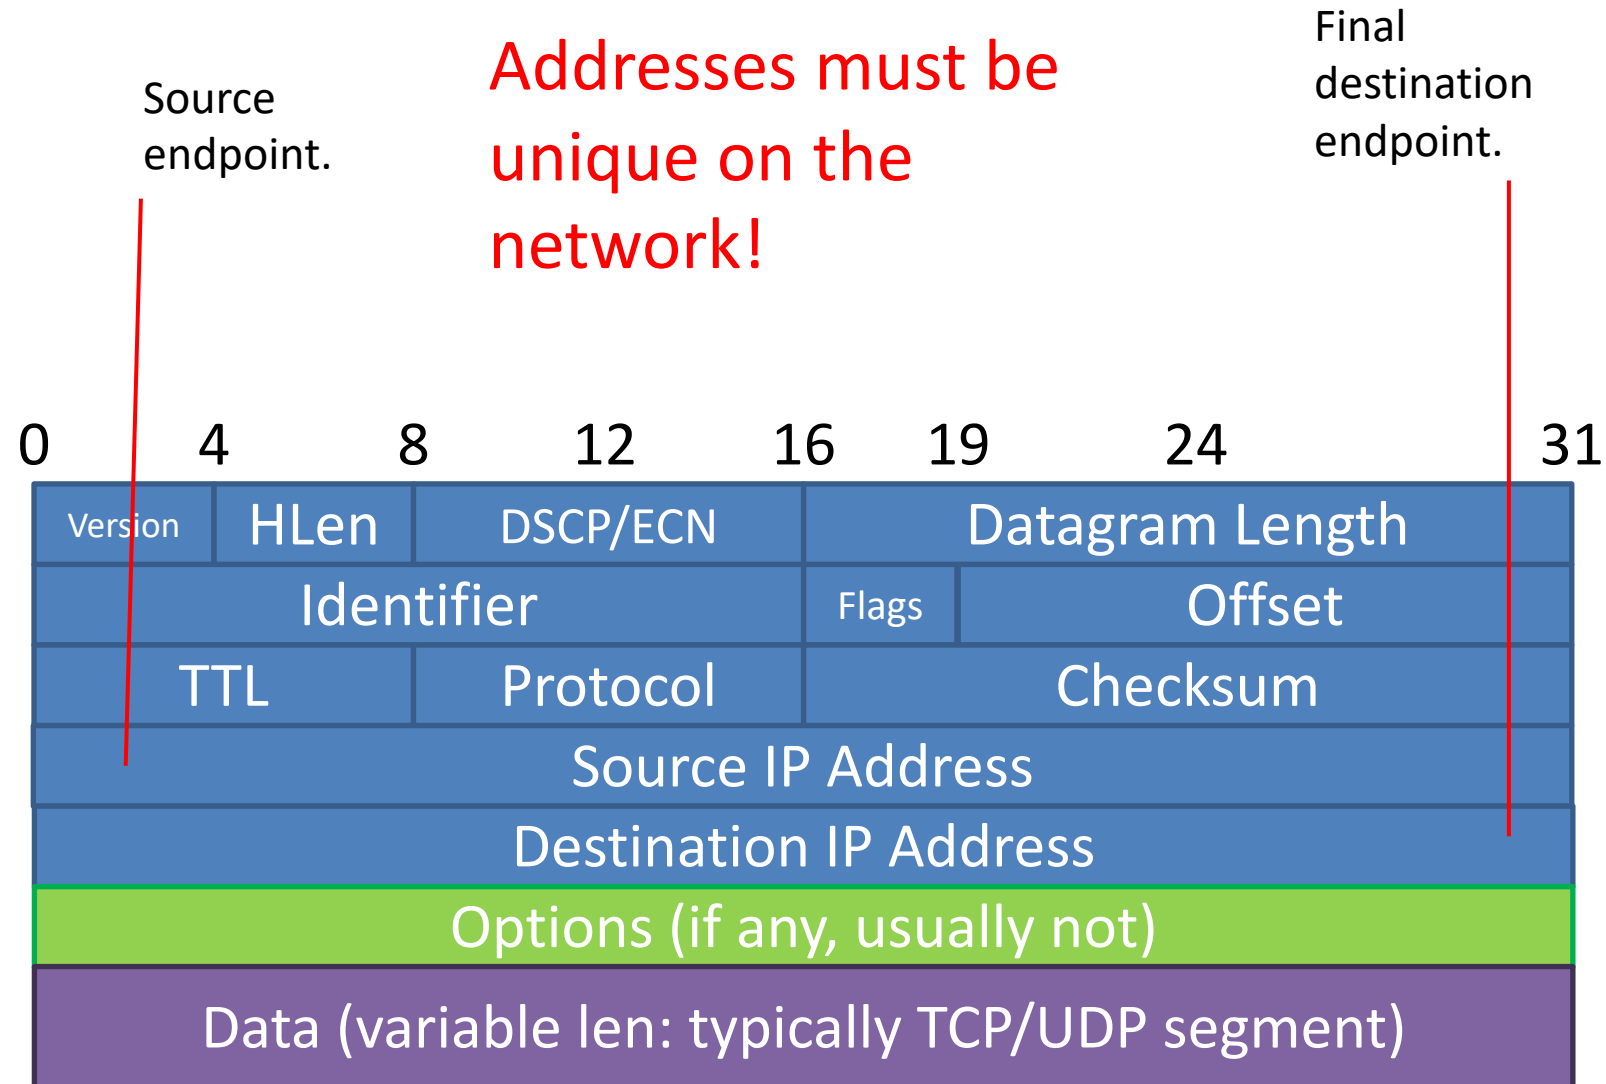 Source
endpoint.
Addresses must be
unique on the
network!
Final
destination
endpoint.
0 4 8 12 16 19 24 31
Version HLen DSCP/ECN Datagram Length
Identifier Flags Offset
TTL Protocol Checksum
Source IP Address
Destination IP Address
Options (if any, usually not)
Data (variable len: typically TCP/UDP segment)